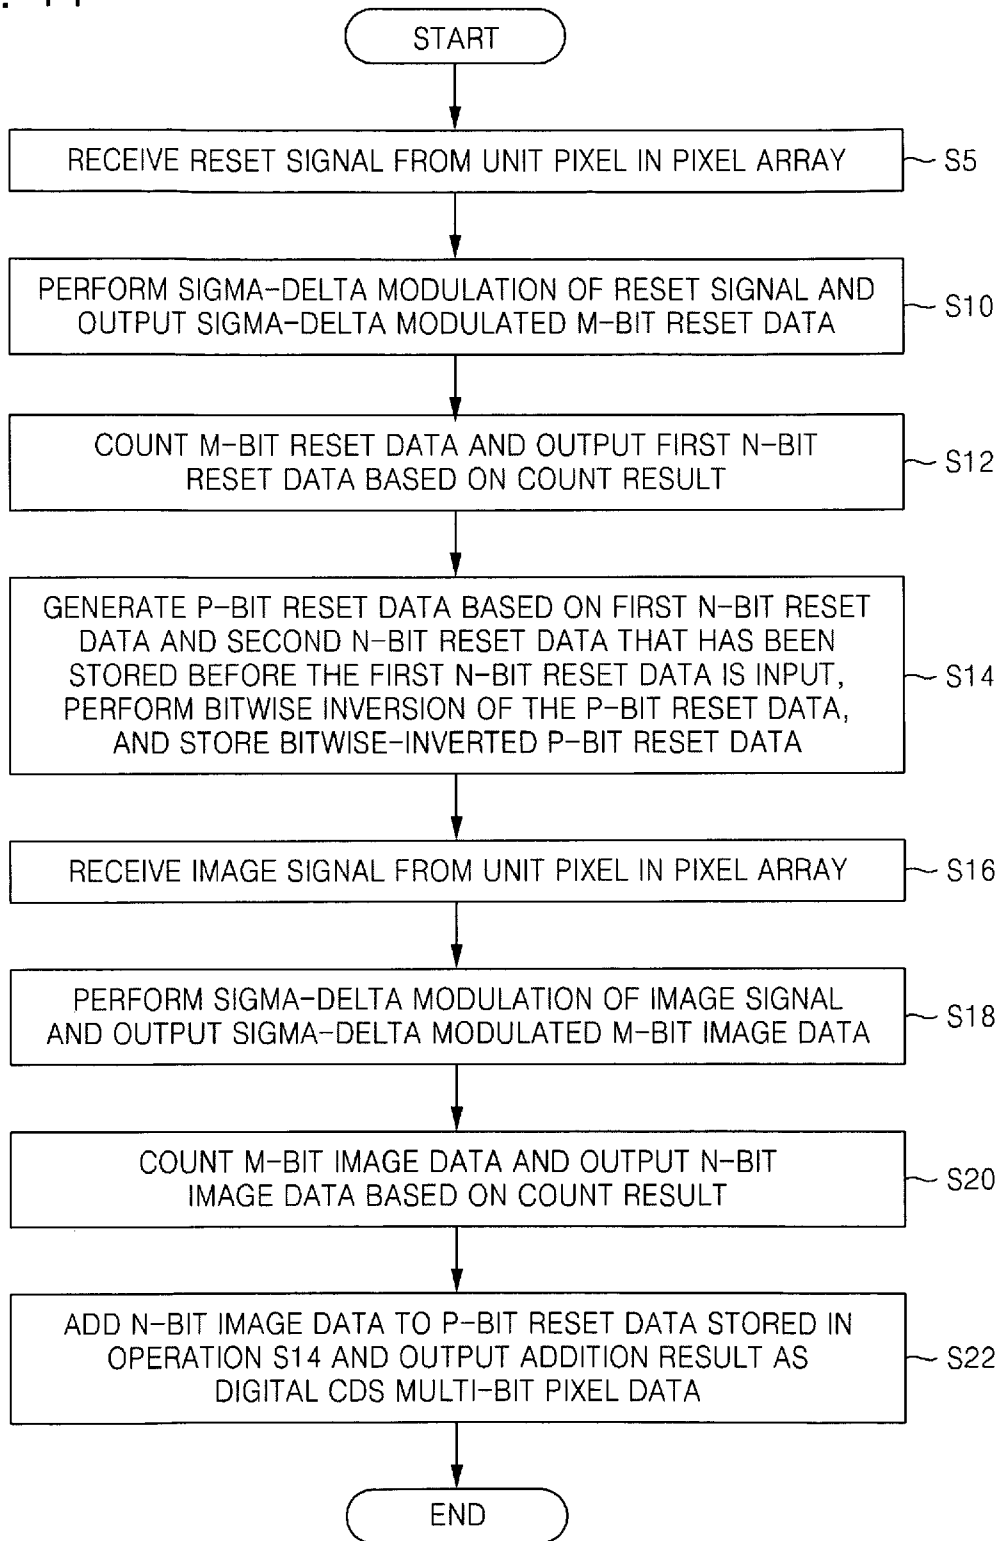 START
RECEIVE RESET SIGNAL FROM UNIT PIXEL IN PIXEL ARRAY
S5
PERFORM SIGMA-DELTA MODULATION OF RESET SIGNAL AND
OUTPUT SIGMA-DELTA MODULATED M-BIT RESET DATA
S10
COUNT M-BIT RESET DATA AND OUTPUT FIRST N-BIT
RESET DATA BASED ON COUNT RESULT
S12
GENERATE P-BIT RESET DATA BASED ON FIRST N-BIT RESET
DATA AND SECOND N-BIT RESET DATA THAT HAS BEEN
STORED BEFORE THE FIRST N-BIT RESET DATA IS INPUT,
PERFORM BITWISE INVERSION OF THE P-BIT RESET DATA,
AND STORE BITWISE-INVERTED P-BIT RESET DATA
S14
RECEIVE IMAGE SIGNAL FROM UNIT PIXEL IN PIXEL ARRAY
S16
PERFORM SIGMA-DELTA MODULATION OF IMAGE SIGNAL
AND OUTPUT SIGMA-DELTA MODULATED M-BIT IMAGE DATA
S18
COUNT M-BIT IMAGE DATA AND OUTPUT N-BIT
IMAGE DATA BASED ON COUNT RESULT
S20
ADD N-BIT IMAGE DATA TO P-BIT RESET DATA STORED IN
OPERATION S14 AND OUTPUT ADDITION RESULT AS
DIGITAL CDS MULTI-BIT PIXEL DATA
S22
END